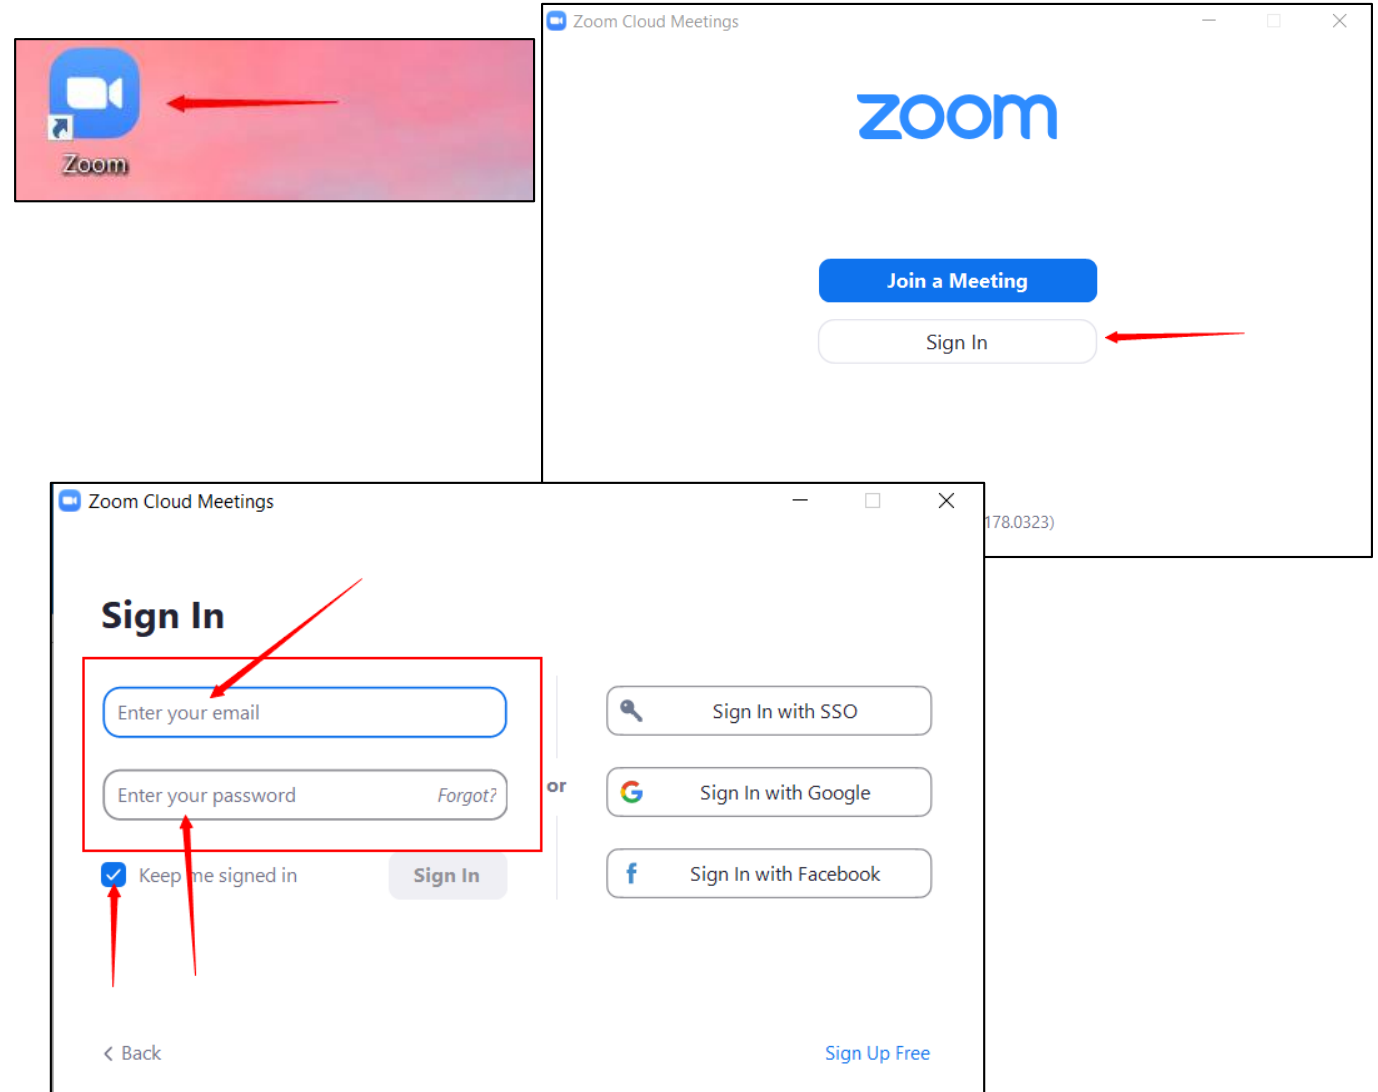 Zoom
Zoom Cloud Meetings
zoom
Join a Meeting
Sign In
178.0323)
Zoom Cloud Meetings
Sign In
Enter your email
Enter your password Forgot?
Keep me signed in Sign In
or
Sign In with SSO
Sign In with Google
Sign In with Facebook
Back
Sign Up Free